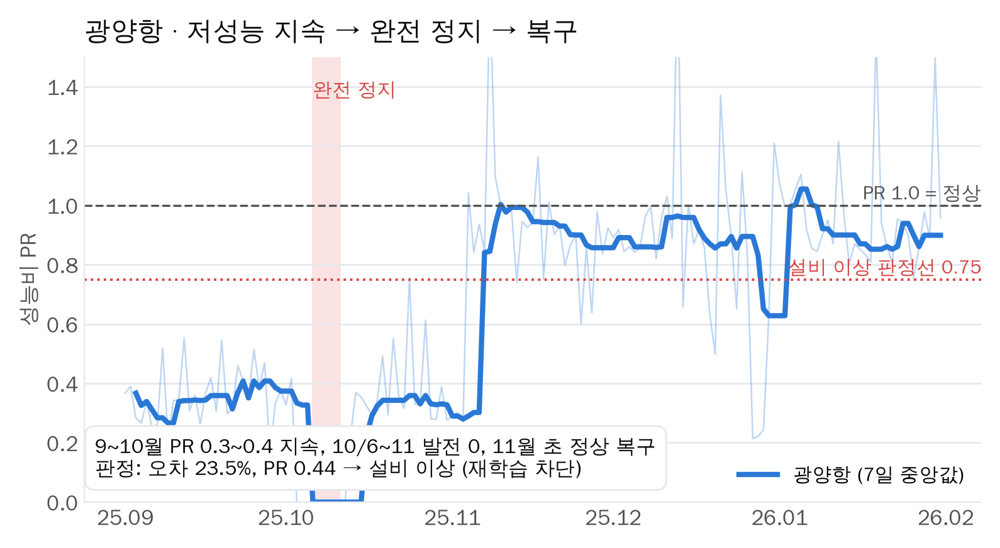 광양항 · 저성능 지속 → 완전 정지 → 복구
완전 정지
PR 1.0 = 정상
설비 이상 판정선 0.75
성능비 PR
1.4
1.2
1.0
0.8
0.6
0.4
0.2
0.0
9~10월 PR 0.3~0.4 지속, 10/6~11 발전 0, 11월 초 정상 복구
판정: 오차 23.5%, PR 0.44 → 설비 이상 (재학습 차단)
광양항 (7일 중앙값)
25.09
25.10
25.11
25.12
26.01
26.02